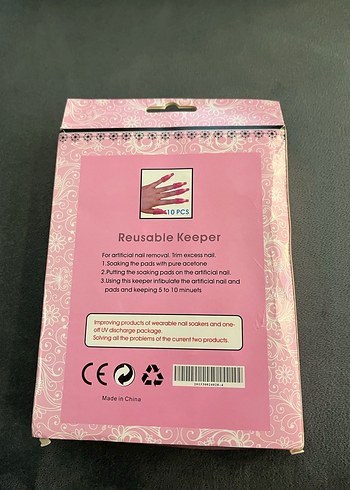 10 PCS
Reusable Keeper
For artificial nail removal. Trim excess nail.
1.Soaking the pads with pure acetone
2.Putting the soaking pads on the artificial nail.
3.Using this keeper infibulate the artificial nail and
pads and keeping 5 to 10 minuets
Improving products of wearable nail soakers and one-
off UV discharge package.
Solving all the problems of the current two products.
CE
Made in China